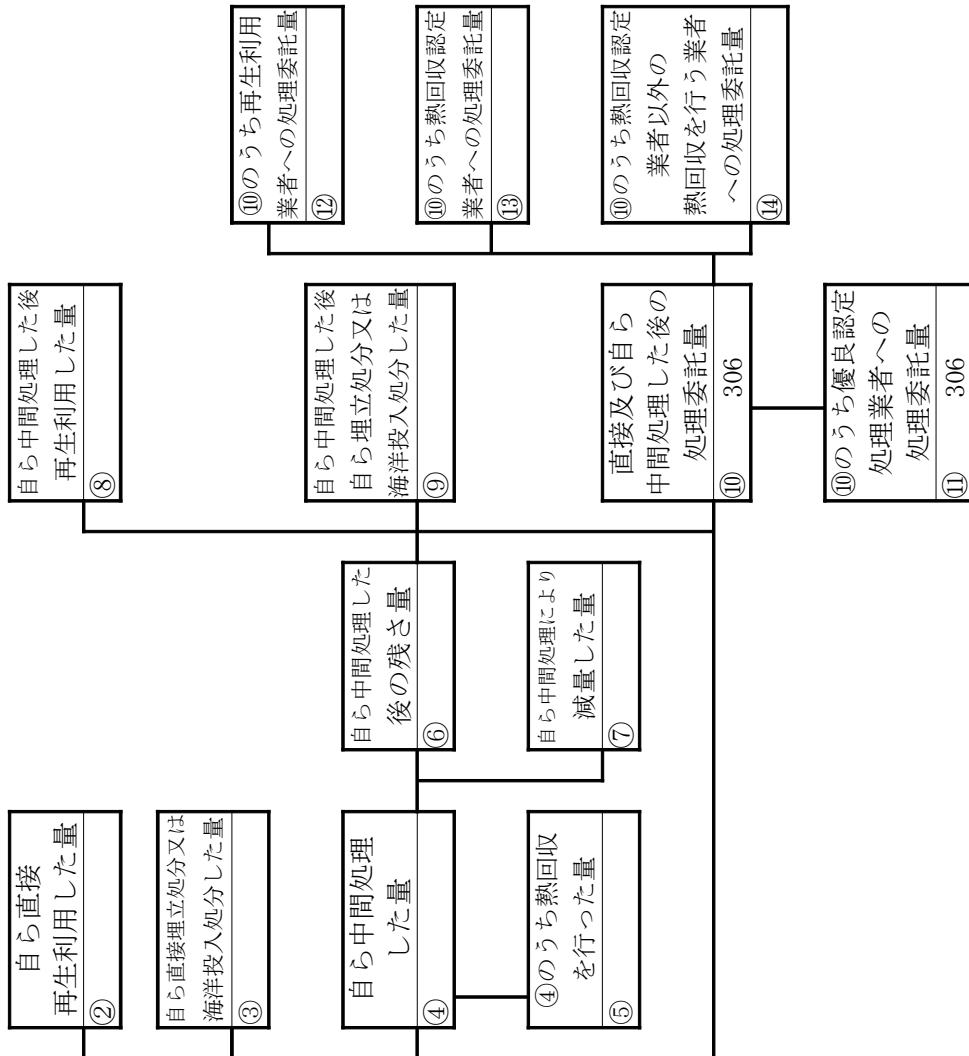 自ら直接
再生利用した量
②
自ら直接埋立処分又は
海洋投入処分した量
③
自ら中間処理
した量
④
④のうち熱回収
を行った量
⑤
自ら中間処理した
後の残さ量
⑥
自ら中間処理により
減量した量
⑦
自ら中間処理した後
再生利用した量
⑧
自ら中間処理した後
自ら埋立処分又は
海洋投入処分した量
⑨
直接及び自ら
中間処理した後の
処理委託量
⑩ 306
⑩のうち優良認定
処理業者への
処理委託量
⑪ 306
⑩のうち再生利用
業者への処理委託量
⑫
⑩のうち熱回収認定
業者への処理委託量
⑬
⑩のうち熱回収認定
業者以外の
熱回収を行う業者
への処理委託量
⑭